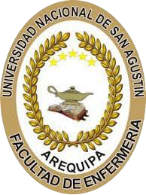 UNIVERSIDAD NACIONAL DE SAN AGUSTIN
AREQUIPA
FACULTAD DE ENFERMERIA